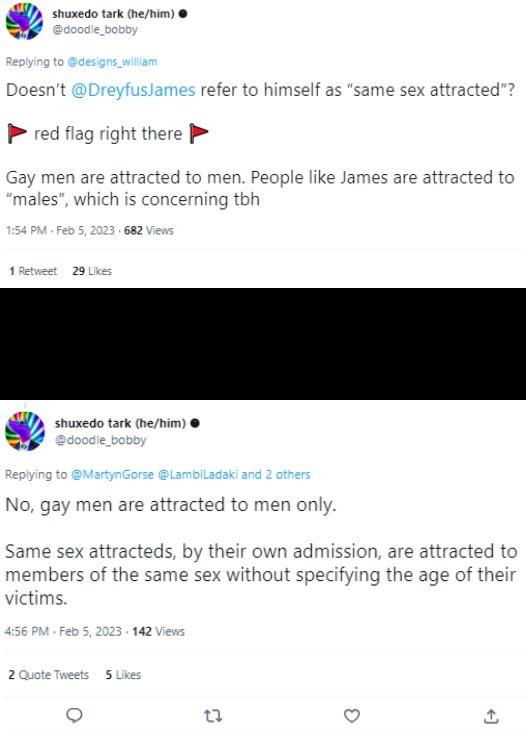 shuxedo tark (he/him) ●
@doodle_bobby
Replying to @designs_william
Doesn’t @DreyfusJames refer to himself as “same sex attracted”?
🚩 red flag right there 🚩
Gay men are attracted to men. People like James are attracted to
“males”, which is concerning tbh
1:54 PM · Feb 5, 2023 · 682 Views
1 Retweet 29 Likes
shuxedo tark (he/him) ●
@doodle_bobby
Replying to @MartynGorse @LambiLadaki and 2 others
No, gay men are attracted to men only.
Same sex attracteds, by their own admission, are attracted to
members of the same sex without specifying the age of their
victims.
4:56 PM · Feb 5, 2023 · 142 Views
2 Quote Tweets 5 Likes